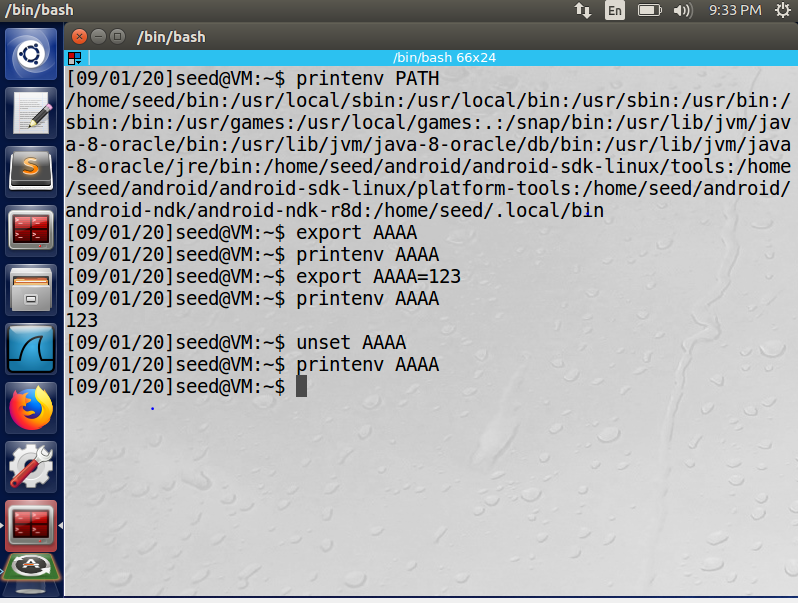 /bin/bash
En
9:33 PM
/bin/bash
/bin/bash 66x24
[09/01/20]seed@VM:~$ printenv PATH
/home/seed/bin:/usr/local/sbin:/usr/local/bin:/usr/sbin:/usr/bin:/
sbin:/bin:/usr/games:/usr/local/games:.:/snap/bin:/usr/lib/jvm/jav
a-8-oracle/bin:/usr/lib/jvm/java-8-oracle/db/bin:/usr/lib/jvm/java
-8-oracle/jre/bin:/home/seed/android/android-sdk-linux/tools:/home
/seed/android/android-sdk-linux/platform-tools:/home/seed/android/
android-ndk/android-ndk-r8d:/home/seed/.local/bin
[09/01/20]seed@VM:~$ export AAAA
[09/01/20]seed@VM:~$ printenv AAAA
[09/01/20]seed@VM:~$ export AAAA=123
[09/01/20]seed@VM:~$ printenv AAAA
123
[09/01/20]seed@VM:~$ unset AAAA
[09/01/20]seed@VM:~$ printenv AAAA
[09/01/20]seed@VM:~$